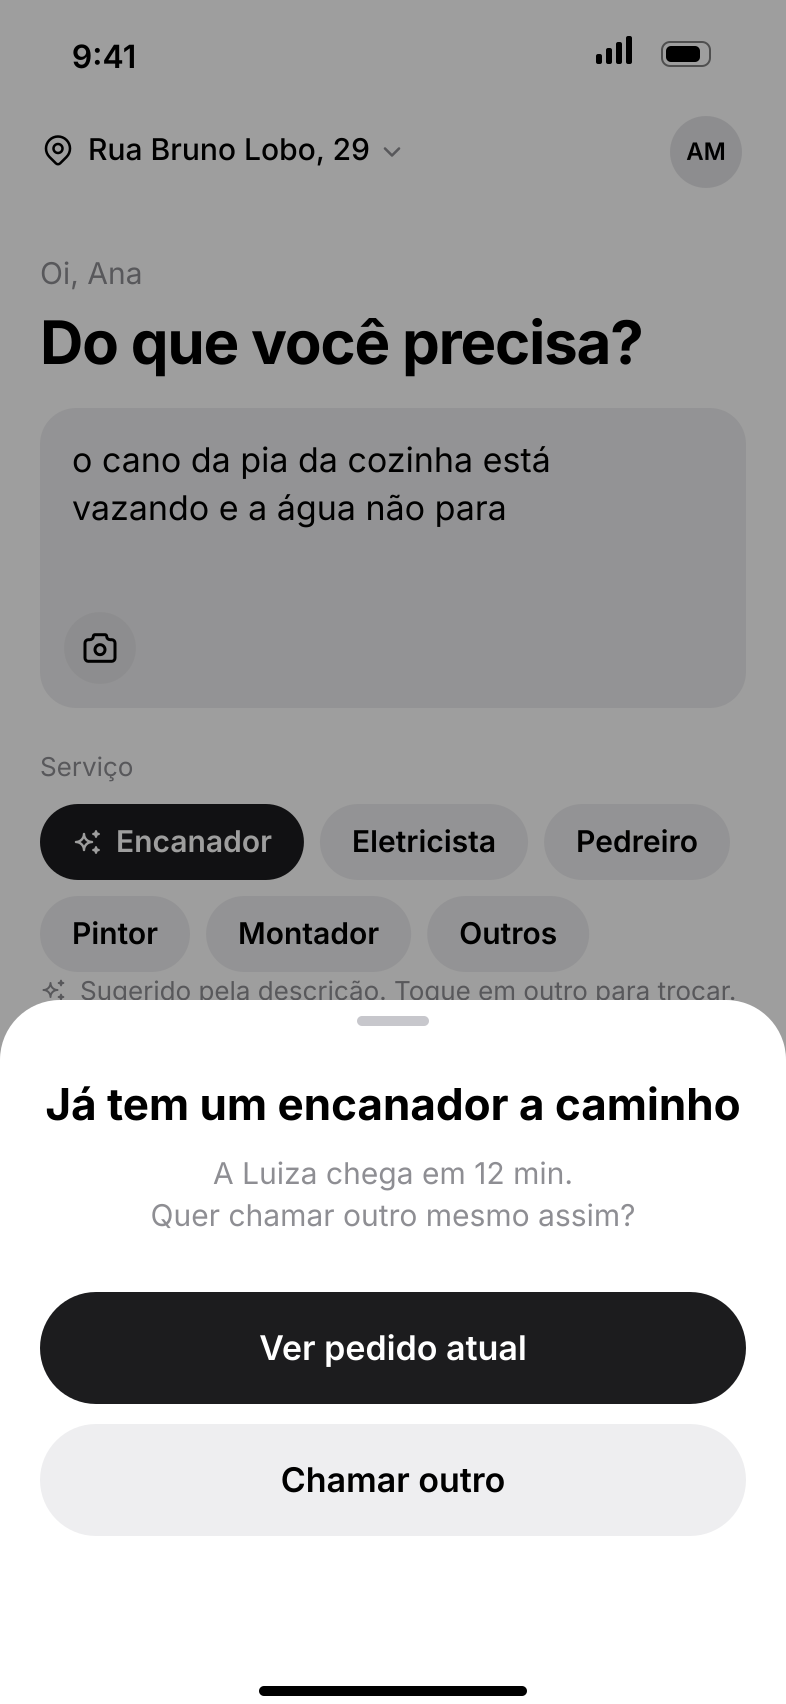 9:41
Rua Bruno Lobo, 29
AM
Oi, Ana
Do que você precisa?
o cano da pia da cozinha está
vazando e a água não para
Serviço
Encanador
Eletricista
Pedreiro
Pintor
Montador
Outros
Sugerido pela descrição. Toque em outro para trocar.
Já tem um encanador a caminho
A Luiza chega em 12 min.
Quer chamar outro mesmo assim?
Ver pedido atual
Chamar outro